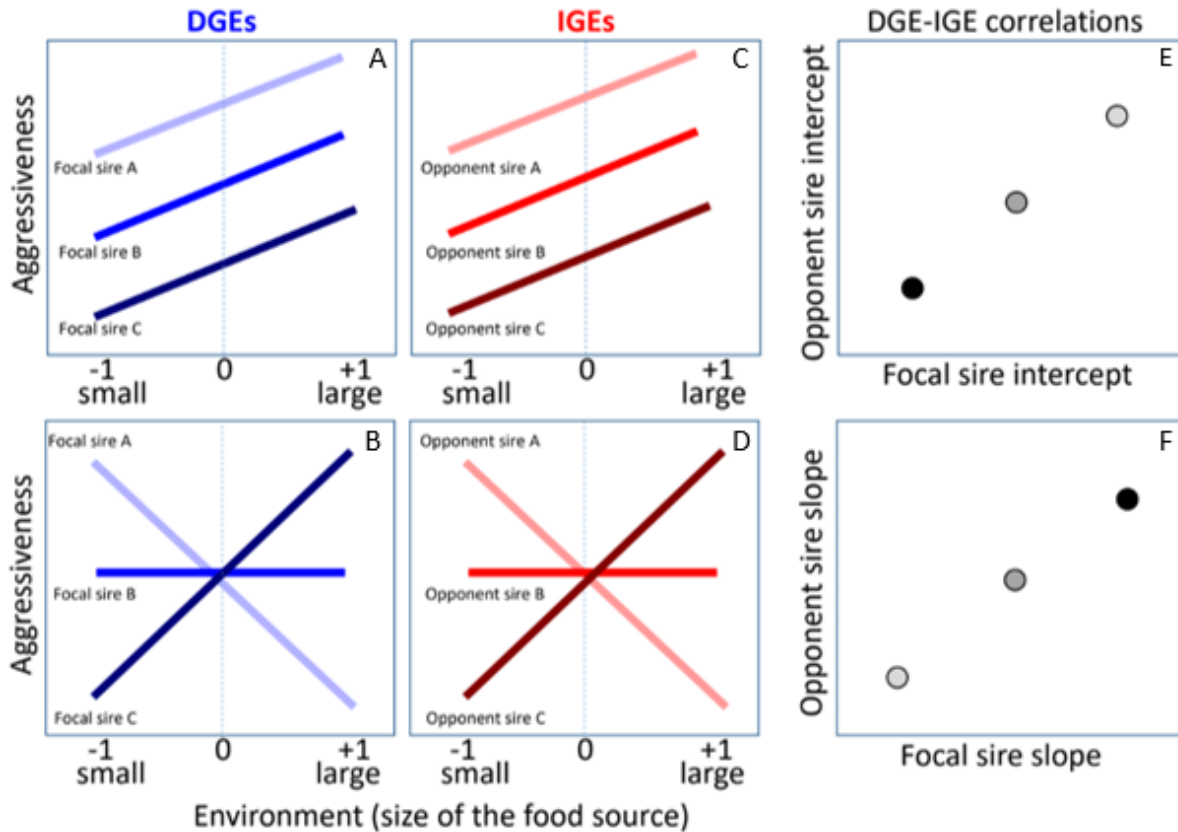 DGEs
IGEs
DGE-IGE correlations
Aggressiveness
A
Focal sire A
Focal sire B
Focal sire C
-1 0 +1
small large
C
Opponent sire A
Opponent sire B
Opponent sire C
-1 0 +1
small large
Opponent sire intercept
E
Focal sire intercept
Aggressiveness
Focal sire A
B
Focal sire B
Focal sire C
-1 0 +1
small large
Opponent sire A
D
Opponent sire B
Opponent sire C
-1 0 +1
small large
Opponent sire slope
F
Focal sire slope
Environment (size of the food source)